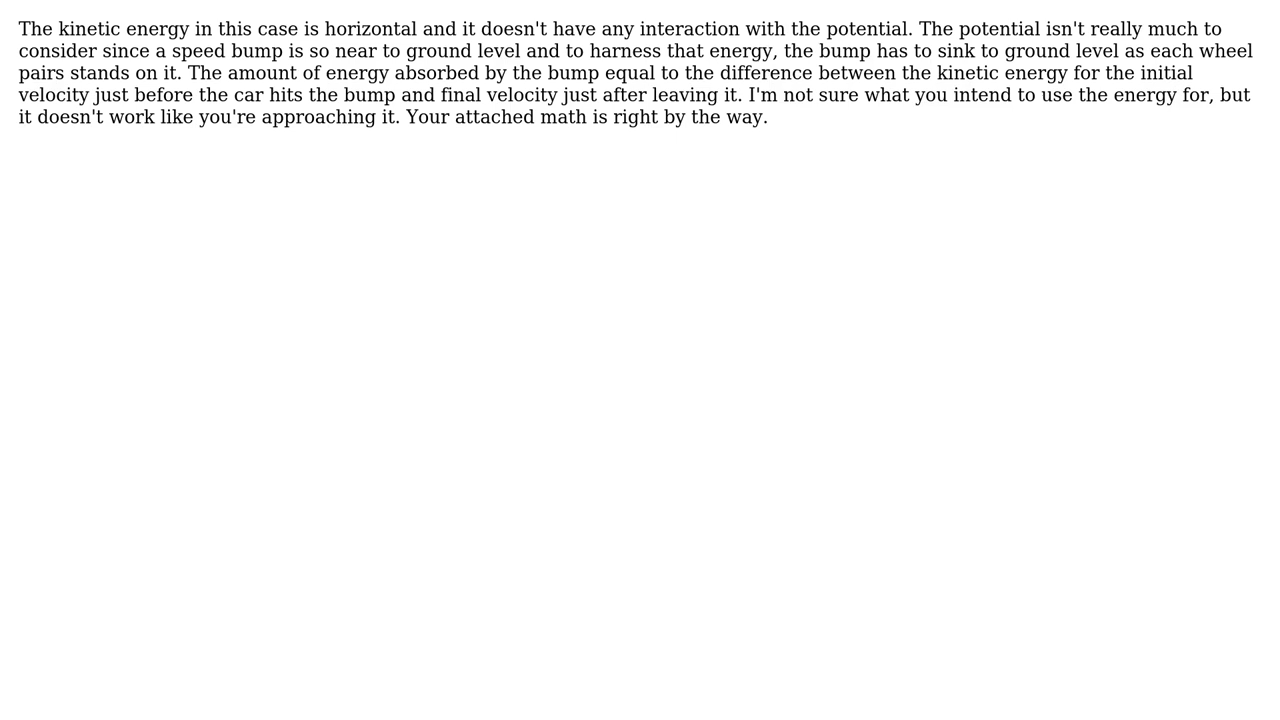 The kinetic energy in this case is horizontal and it doesn't have any interaction with the potential. The potential isn't really much to
consider since a speed bump is so near to ground level and to harness that energy, the bump has to sink to ground level as each wheel
pairs stands on it. The amount of energy absorbed by the bump equal to the difference between the kinetic energy for the initial
velocity just before the car hits the bump and final velocity just after leaving it. I'm not sure what you intend to use the energy for, but
it doesn't work like you're approaching it. Your attached math is right by the way.